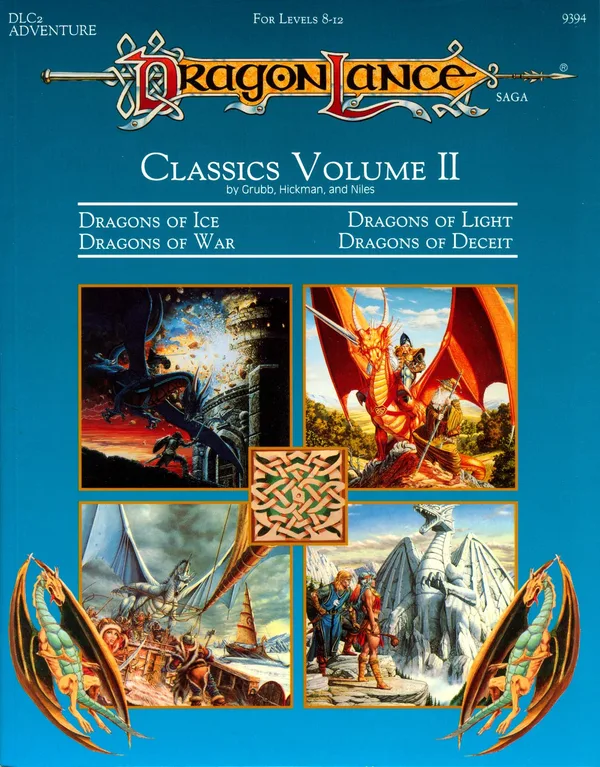 DLC2
ADVENTURE
FOR LEVELS 8-12
9394
DRAGONLANCE
®
SAGA
CLASSICS VOLUME II
by Grubb, Hickman, and Niles
DRAGONS OF ICE
DRAGONS OF LIGHT
DRAGONS OF WAR
DRAGONS OF DECEIT